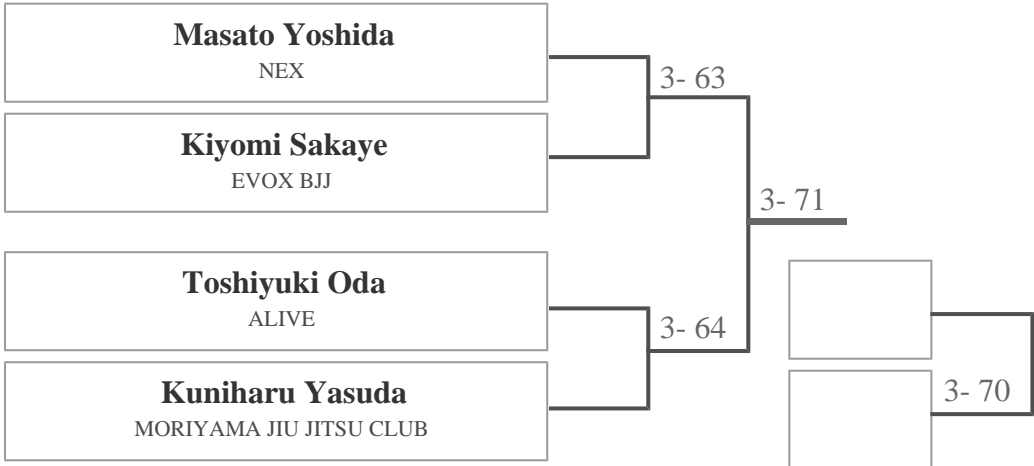 Masato Yoshida
NEX
3- 63
Kiyomi Sakaye
EVOX BJJ
3- 71
Toshiyuki Oda
ALIVE
3- 64
Kuniharu Yasuda
MORIYAMA JIU JITSU CLUB
3- 70